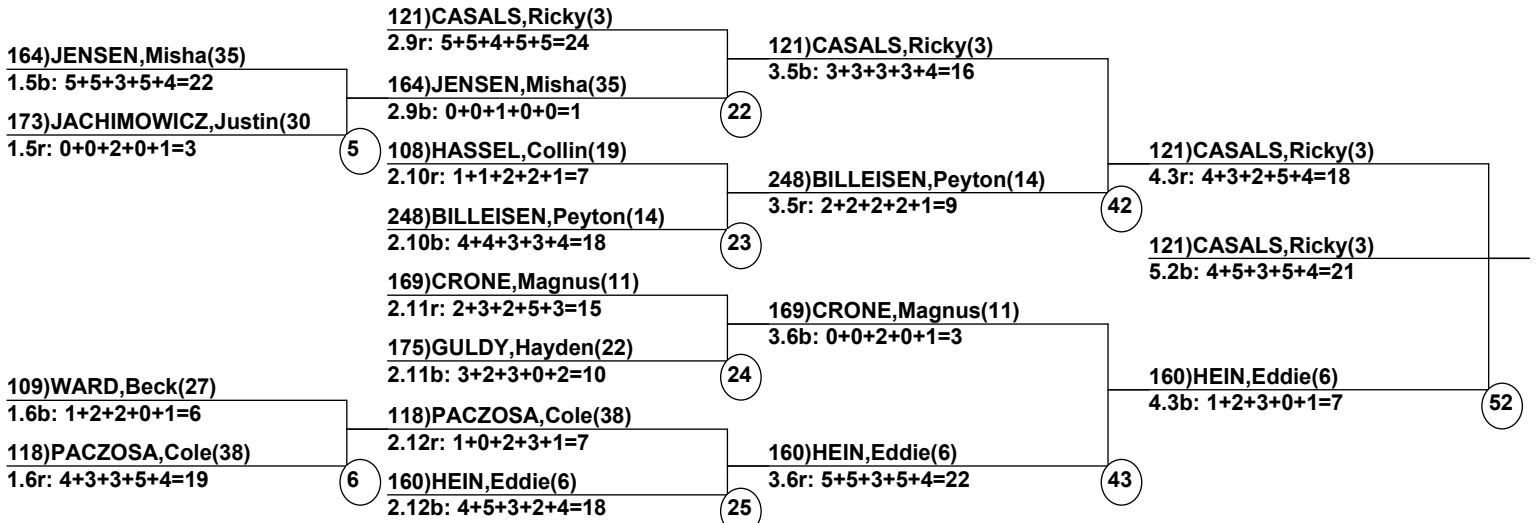 164)JENSEN,Misha(35)
1.5b: 5+5+3+5+4=22
173)JACHIMOWICZ,Justin(30
1.5r: 0+0+2+0+1=3
5
109)WARD,Beck(27)
1.6b: 1+2+2+0+1=6
118)PACZOSA,Cole(38)
1.6r: 4+3+3+5+4=19
6
121)CASALS,Ricky(3)
2.9r: 5+5+4+5+5=24
164)JENSEN,Misha(35)
2.9b: 0+0+1+0+0=1
22
108)HASSEL,Collin(19)
2.10r: 1+1+2+2+1=7
248)BILLEISEN,Peyton(14)
2.10b: 4+4+3+3+4=18
23
169)CRONE,Magnus(11)
2.11r: 2+3+2+5+3=15
175)GULDY,Hayden(22)
2.11b: 3+2+3+0+2=10
24
118)PACZOSA,Cole(38)
2.12r: 1+0+2+3+1=7
160)HEIN,Eddie(6)
2.12b: 4+5+3+2+4=18
25
121)CASALS,Ricky(3)
3.5b: 3+3+3+3+4=16
248)BILLEISEN,Peyton(14)
3.5r: 2+2+2+2+1=9
42
169)CRONE,Magnus(11)
3.6b: 0+0+2+0+1=3
160)HEIN,Eddie(6)
3.6r: 5+5+3+5+4=22
43
121)CASALS,Ricky(3)
4.3r: 4+3+2+5+4=18
121)CASALS,Ricky(3)
5.2b: 4+5+3+5+4=21
160)HEIN,Eddie(6)
4.3b: 1+2+3+0+1=7
52